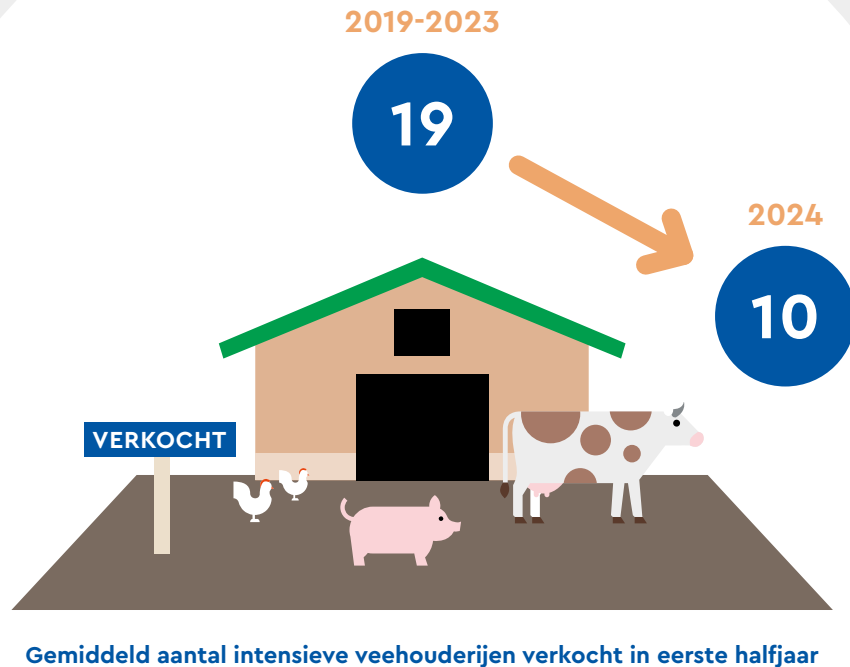 2019-2023
19
2024
10
VERKOCHT
Gemiddeld aantal intensieve veehouderijen verkocht in eerste halfjaar